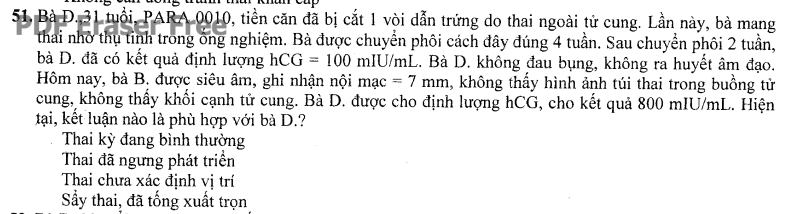 51. Bà D. 31 tuổi, PARA 0010, tiền căn đã bị cắt 1 vòi dẫn trứng do thai ngoài tử cung. Lần này, bà mang
thai nhờ thụ tinh trong ống nghiệm. Bà được chuyển phôi cách đây đúng 4 tuần. Sau chuyển phôi 2 tuần,
bà D. đã có kết quả định lượng hCG = 100 mIU/mL. Bà D. không đau bụng, không ra huyết âm đạo.
Hôm nay, bà B. được siêu âm, ghi nhận nội mạc = 7 mm, không thấy hình ảnh túi thai trong buồng tử
cung, không thấy khối cạnh tử cung. Bà D. được cho định lượng hCG, cho kết quả 800 mIU/mL. Hiện
tại, kết luận nào là phù hợp với bà D.?
Thai kỳ đang bình thường
Thai đã ngưng phát triển
Thai chưa xác định vị trí
Sẩy thai, đã tống xuất trọn
PDF Eraser Free